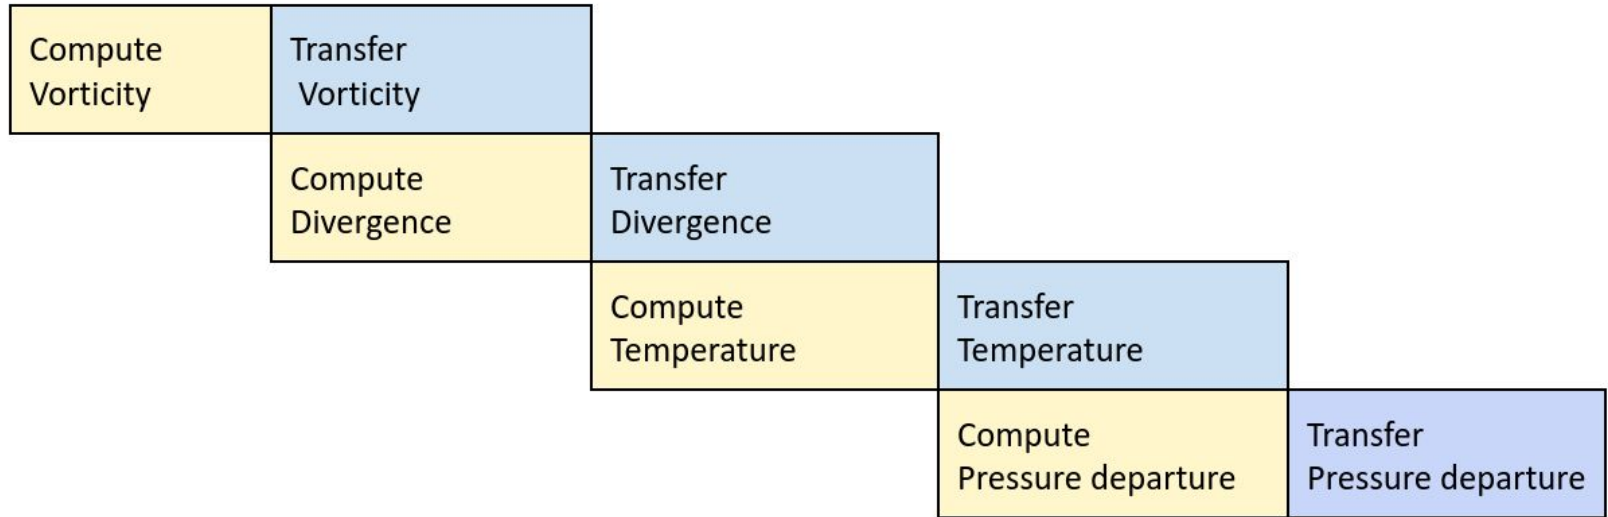 Compute
Vorticity
Transfer
Vorticity
Compute
Divergence
Transfer
Divergence
Compute
Temperature
Transfer
Temperature
Compute
Pressure departure
Transfer
Pressure departure